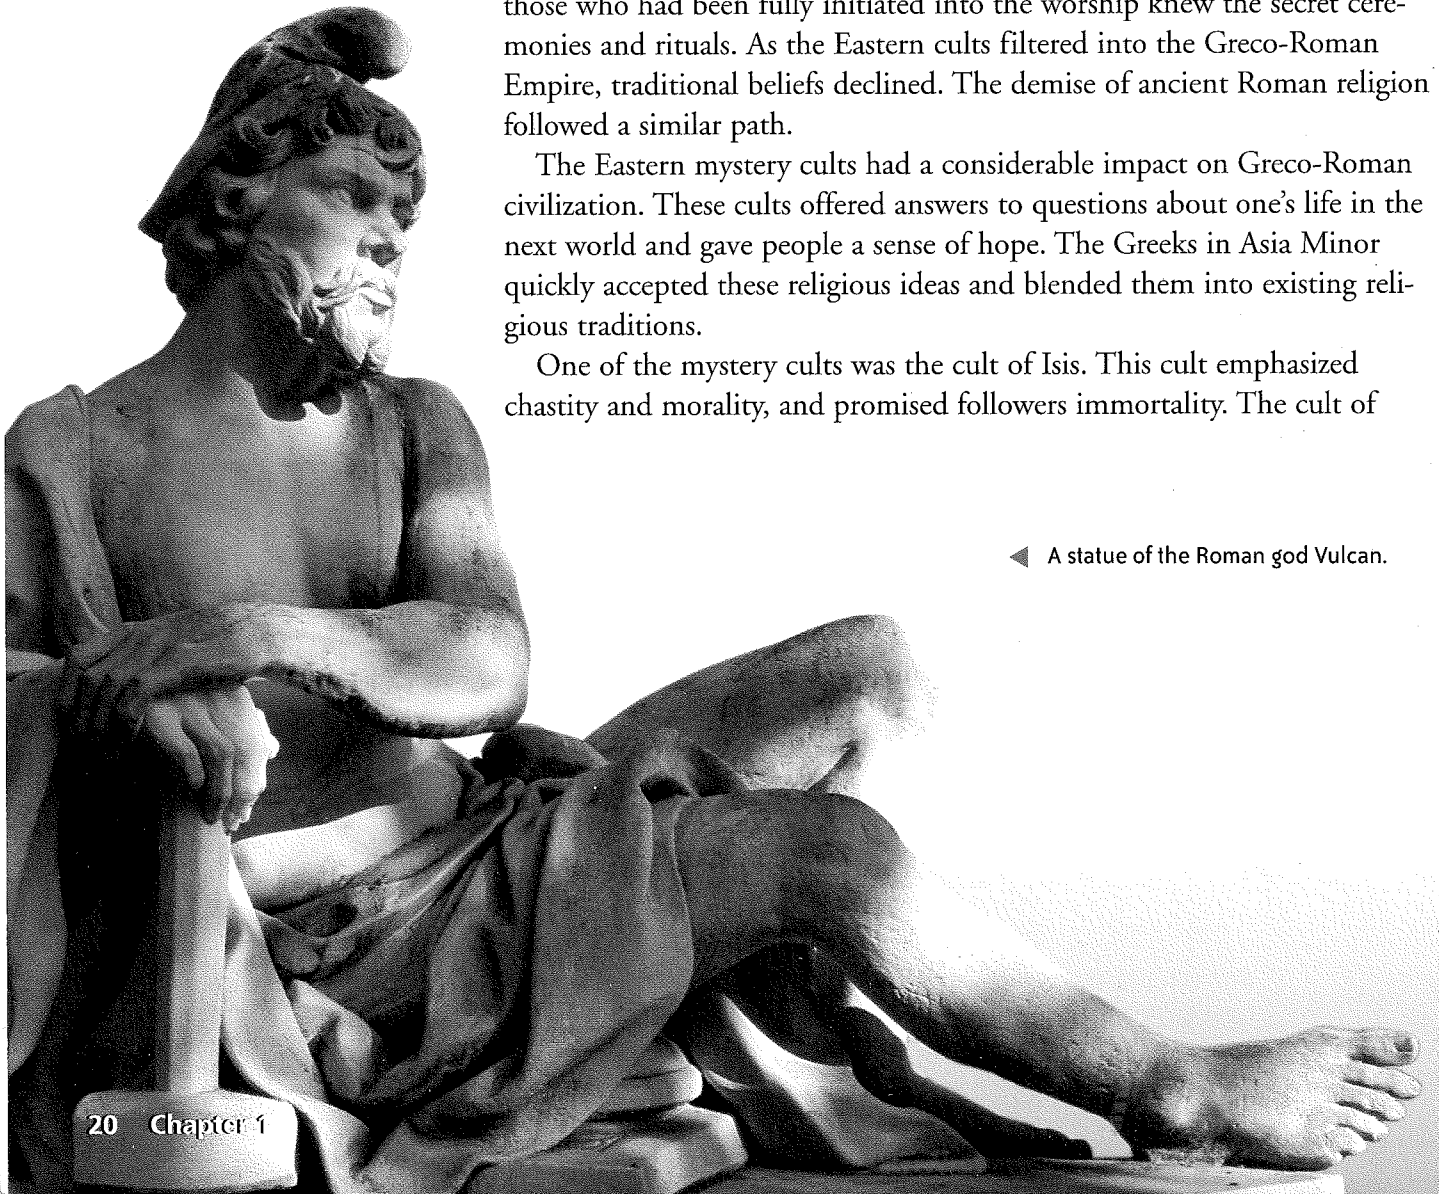 those who had been fully initiated into the worship knew the secret cere-
monies and rituals. As the Eastern cults filtered into the Greco-Roman
Empire, traditional beliefs declined. The demise of ancient Roman religion
followed a similar path.
The Eastern mystery cults had a considerable impact on Greco-Roman
civilization. These cults offered answers to questions about one's life in the
next world and gave people a sense of hope. The Greeks in Asia Minor
quickly accepted these religious ideas and blended them into existing reli-
gious traditions.
One of the mystery cults was the cult of Isis. This cult emphasized
chastity and morality, and promised followers immortality. The cult of
A statue of the Roman god Vulcan.
20 Chapter 1